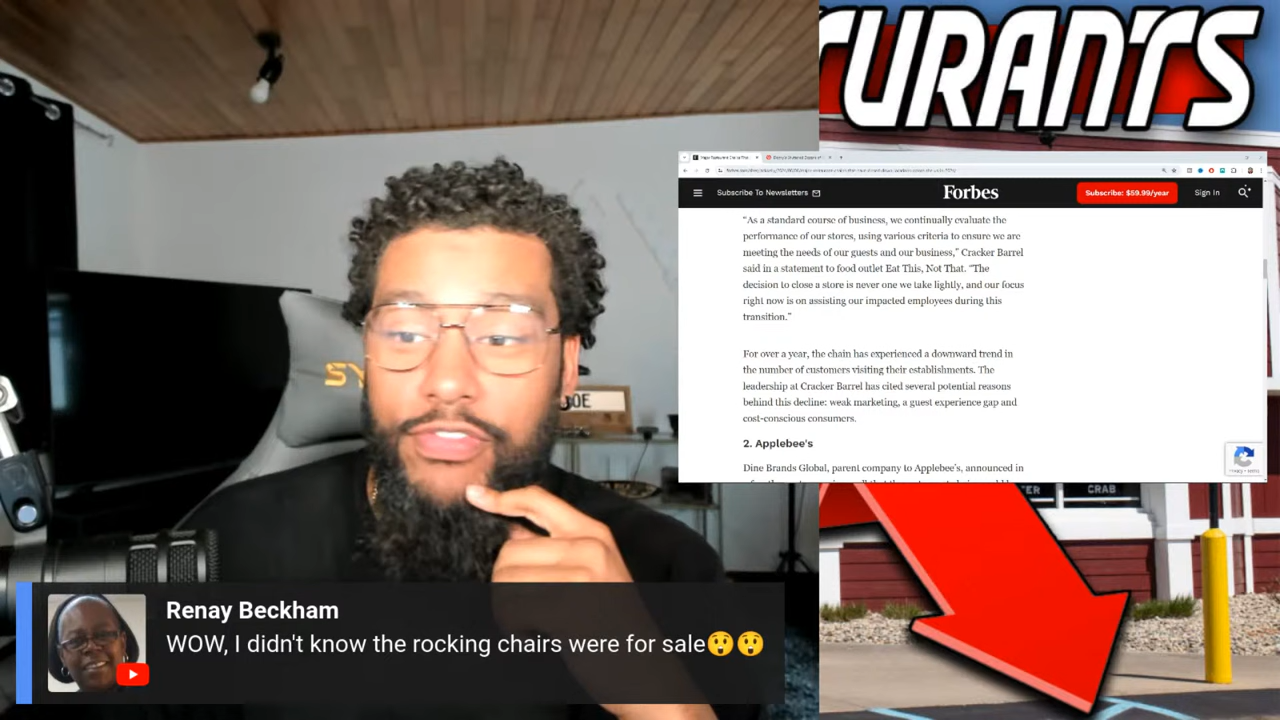 URANTS
Forbes
Subscribe To Newsletters
Subscribe: $59.99/year
Sign In
“As a standard course of business, we continually evaluate the
performance of our stores, using various criteria to ensure we are
meeting the needs of our guests and our business,” Cracker Barrel
said in a statement to food outlet Eat This, Not That. “The
decision to close a store is never one we take lightly, and our focus
right now is on assisting our impacted employees during this
transition.”
For over a year, the chain has experienced a downward trend in
the number of customers visiting their establishments. The
leadership at Cracker Barrel has cited several potential reasons
behind this decline: weak marketing, a guest experience gap and
cost-conscious consumers.
2. Applebee's
Dine Brands Global, parent company to Applebee’s, announced in
CRAB
SY
OE
Renay Beckham
WOW, I didn't know the rocking chairs were for sale😲😲